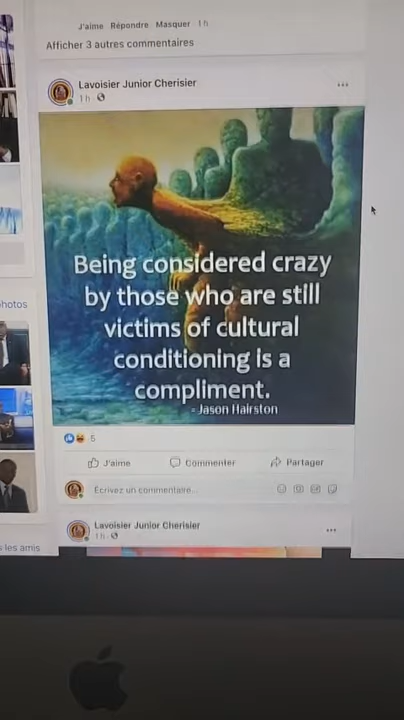 J'aime Répondre Masquer 1 h
Afficher 3 autres commentaires
Lavoisier Junior Cherisier
1 h
Being considered crazy
by those who are still
victims of cultural
conditioning is a
compliment.
- Jason Hairston
5
J'aime Commenter Partager
Écrivez un commentaire...
Lavoisier Junior Cherisier
1 h
photos
les amis